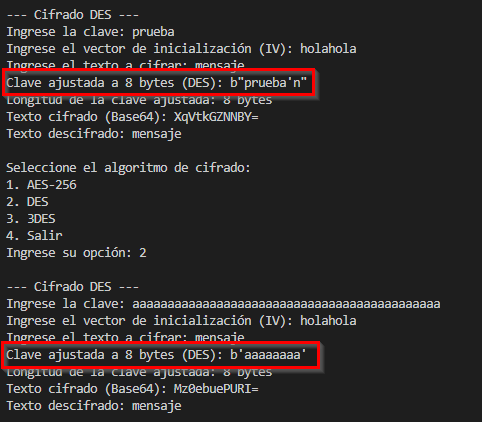 --- Cifrado DES ---
Ingrese la clave: prueba
Ingrese el vector de inicialización (IV): holahola
Ingrese el texto a cifrar: mensaje
Clave ajustada a 8 bytes (DES): b"prueba'n"
Longitud de la clave ajustada: 8 bytes
Texto cifrado (Base64): XqVtkGZNNBY=
Texto descifrado: mensaje
Seleccione el algoritmo de cifrado:
1. AES-256
2. DES
3. 3DES
4. Salir
Ingrese su opción: 2
--- Cifrado DES ---
Ingrese la clave: aaaaaaaaaaaaaaaaaaaaaaaaaaaaaaaaaaaaaaaaaaaa
Ingrese el vector de inicialización (IV): holahola
Ingrese el texto a cifrar: mensaje
Clave ajustada a 8 bytes (DES): b'aaaaaaaa'
Longitud de la clave ajustada: 8 bytes
Texto cifrado (Base64): Mz0ebuePURI=
Texto descifrado: mensaje